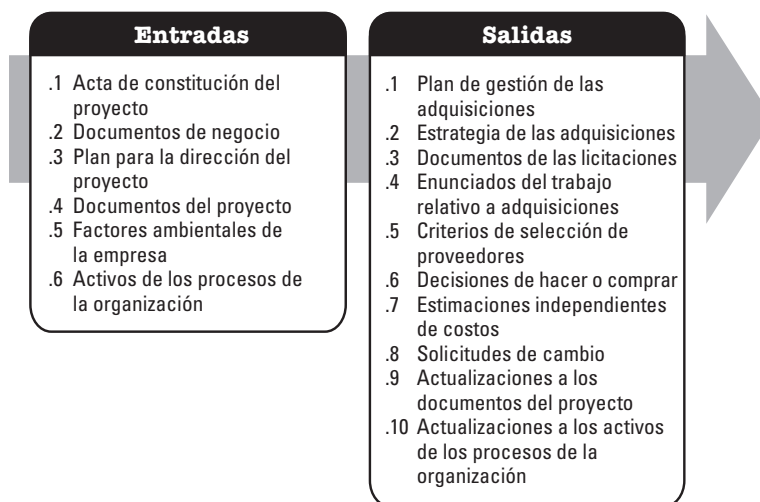 Entradas
.1 Acta de constitución del
proyecto
.2 Documentos de negocio
.3 Plan para la dirección del
proyecto
.4 Documentos del proyecto
.5 Factores ambientales de
la empresa
.6 Activos de los procesos de
la organización
Salidas
.1 Plan de gestión de las
adquisiciones
.2 Estrategia de las adquisiciones
.3 Documentos de las licitaciones
.4 Enunciados del trabajo
relativo a adquisiciones
.5 Criterios de selección de
proveedores
.6 Decisiones de hacer o comprar
.7 Estimaciones independientes
de costos
.8 Solicitudes de cambio
.9 Actualizaciones a los
documentos del proyecto
.10 Actualizaciones a los activos
de los procesos de la
organización